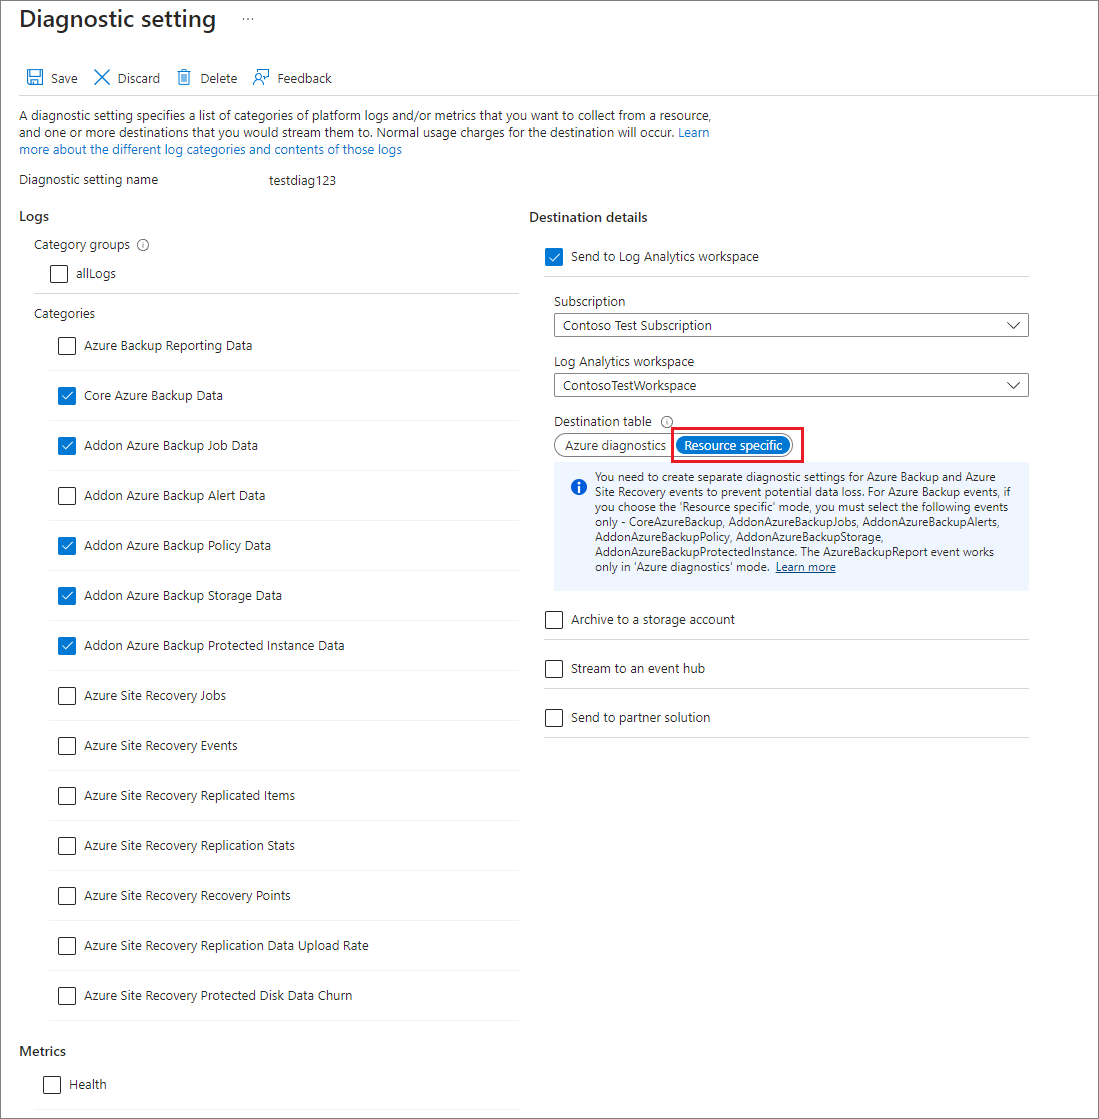 Diagnostic setting ...
Save Discard Delete Feedback
A diagnostic setting specifies a list of categories of platform logs and/or metrics that you want to collect from a resource,
and one or more destinations that you would stream them to. Normal usage charges for the destination will occur. Learn
more about the different log categories and contents of those logs
Diagnostic setting name testdiag123
Logs
Category groups
allLogs
Categories
Azure Backup Reporting Data
Core Azure Backup Data
Addon Azure Backup Job Data
Addon Azure Backup Alert Data
Addon Azure Backup Policy Data
Addon Azure Backup Storage Data
Addon Azure Backup Protected Instance Data
Azure Site Recovery Jobs
Azure Site Recovery Events
Azure Site Recovery Replicated Items
Azure Site Recovery Replication Stats
Azure Site Recovery Recovery Points
Azure Site Recovery Replication Data Upload Rate
Azure Site Recovery Protected Disk Data Churn
Metrics
Health
Destination details
Send to Log Analytics workspace
Subscription
Contoso Test Subscription
Log Analytics workspace
ContosoTestWorkspace
Destination table
Azure diagnostics Resource specific
You need to create separate diagnostic settings for Azure Backup and Azure
Site Recovery events to prevent potential data loss. For Azure Backup events, if
you choose the 'Resource specific' mode, you must select the following events
only - CoreAzureBackup, AddonAzureBackupJobs, AddonAzureBackupAlerts,
AddonAzureBackupPolicy, AddonAzureBackupStorage,
AddonAzureBackupProtectedInstance. The AzureBackupReport event works
only in 'Azure diagnostics' mode. Learn more
Archive to a storage account
Stream to an event hub
Send to partner solution